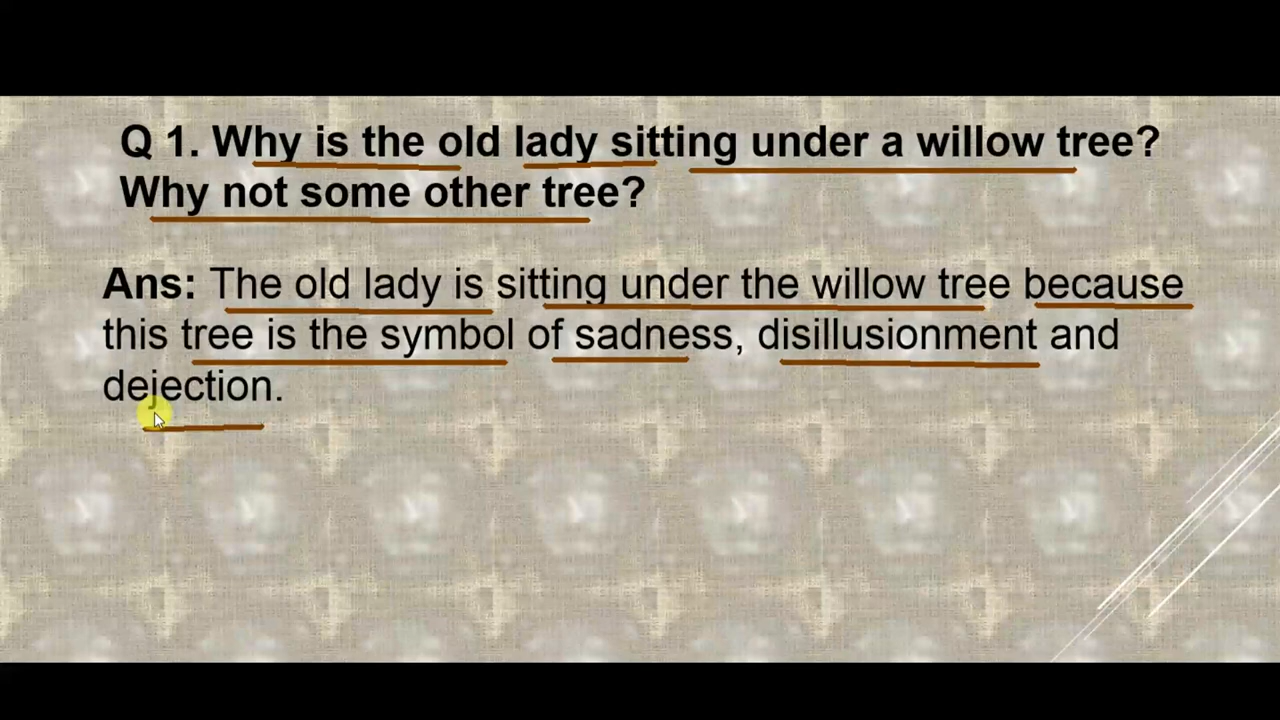 Q 1. Why is the old lady sitting under a willow tree?
Why not some other tree?
Ans: The old lady is sitting under the willow tree because
this tree is the symbol of sadness, disillusionment and
dejection.